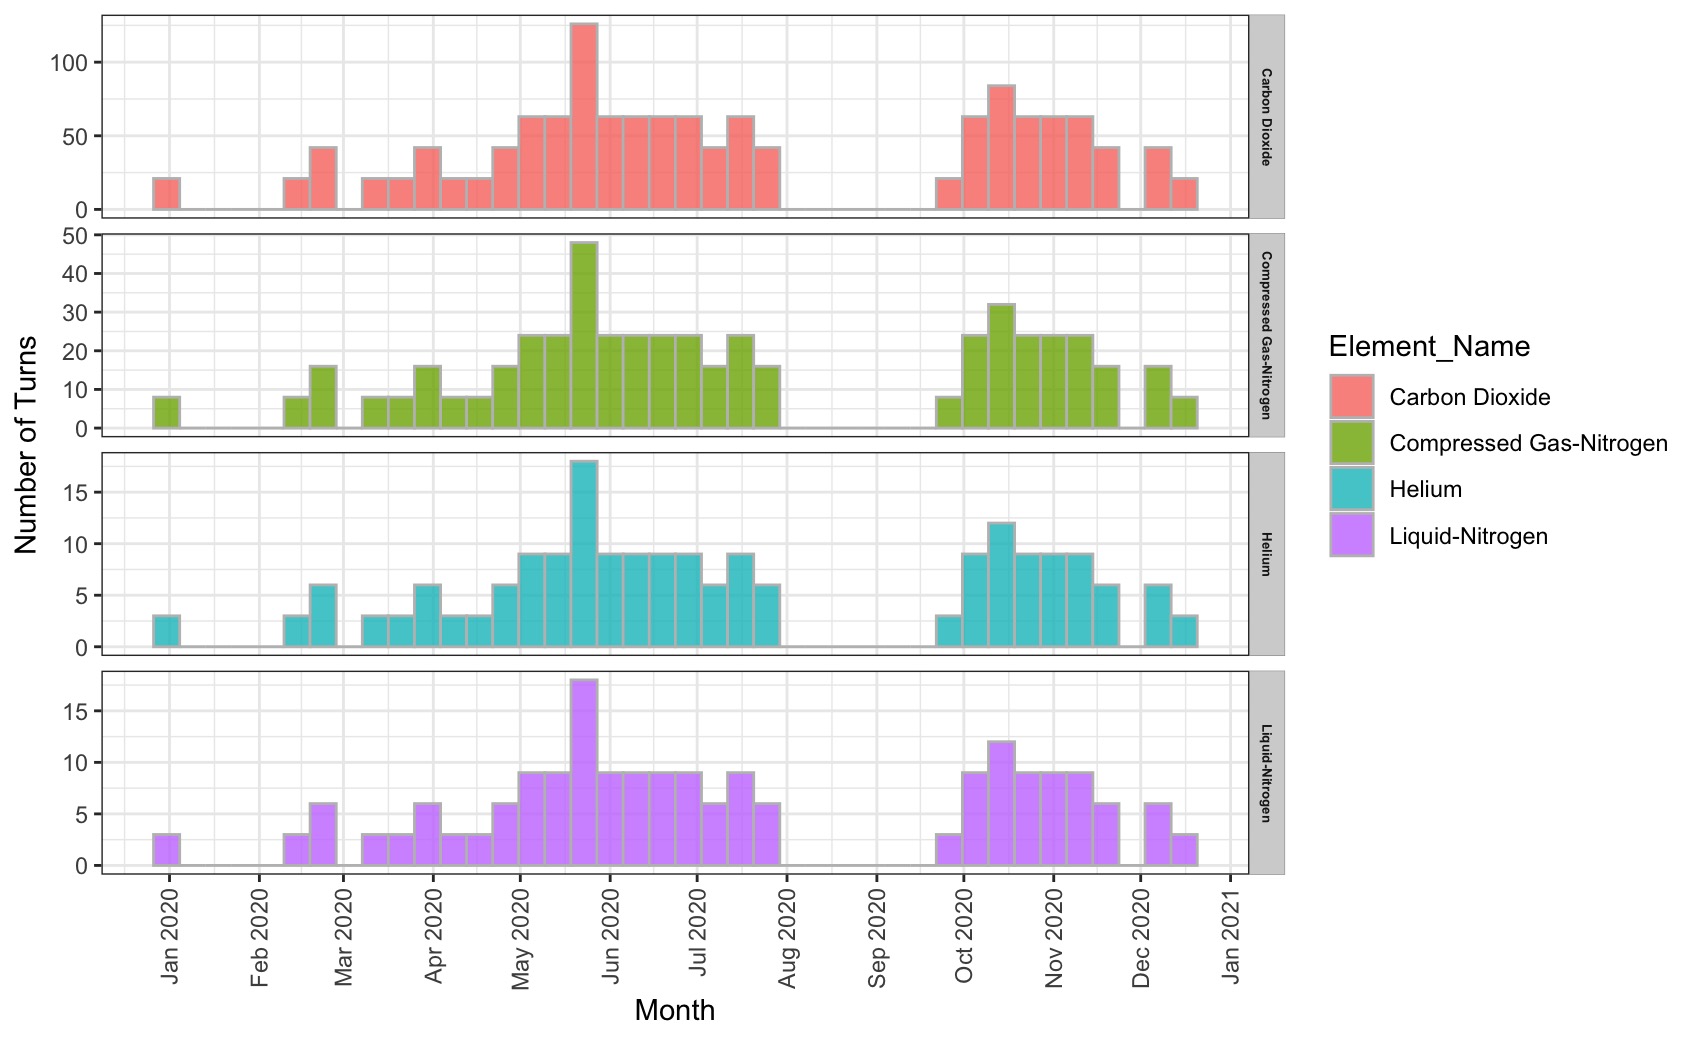 Number of Turns
100
50
0
Carbon Dioxide
50
40
30
20
10
0
Compressed Gas-Nitrogen
15
10
5
0
Helium
15
10
5
0
Liquid-Nitrogen
Jan 2020
Feb 2020
Mar 2020
Apr 2020
May 2020
Jun 2020
Jul 2020
Aug 2020
Sep 2020
Oct 2020
Nov 2020
Dec 2020
Jan 2021
Month
Element_Name
Carbon Dioxide
Compressed Gas-Nitrogen
Helium
Liquid-Nitrogen